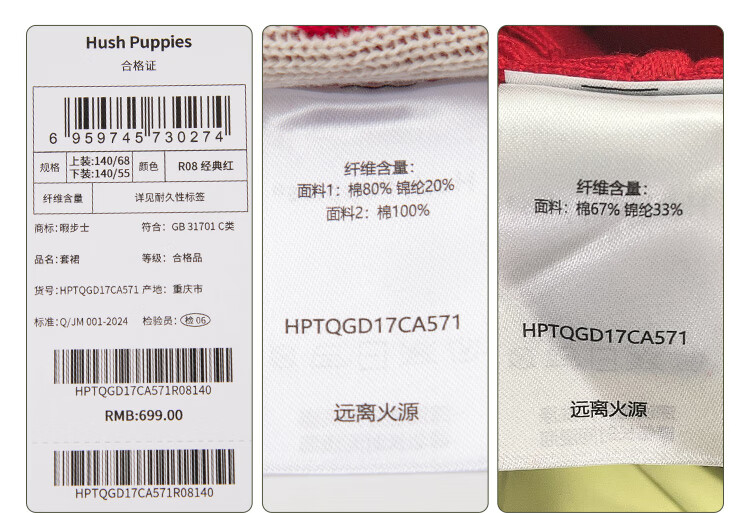 Hush Puppies
合格证
6 959745 730274
规格 上装:140/68 下装:140/55 颜色 R08 经典红
纤维含量 详见耐久性标签
商标:暇步士 符合: GB 31701 C类
品名:套裙 等级: 合格品
货号:HPTQGD17CA571 产地: 重庆市
标准:Q/JM 001-2024 检验员: 检 06
HPTQGD17CA571R08140
RMB:699.00
HPTQGD17CA571R08140
纤维含量:
面料1: 棉80% 锦纶20%
面料2: 棉100%
HPTQGD17CA571
远离火源
纤维含量:
面料: 棉67% 锦纶33%
HPTQGD17CA571
远离火源